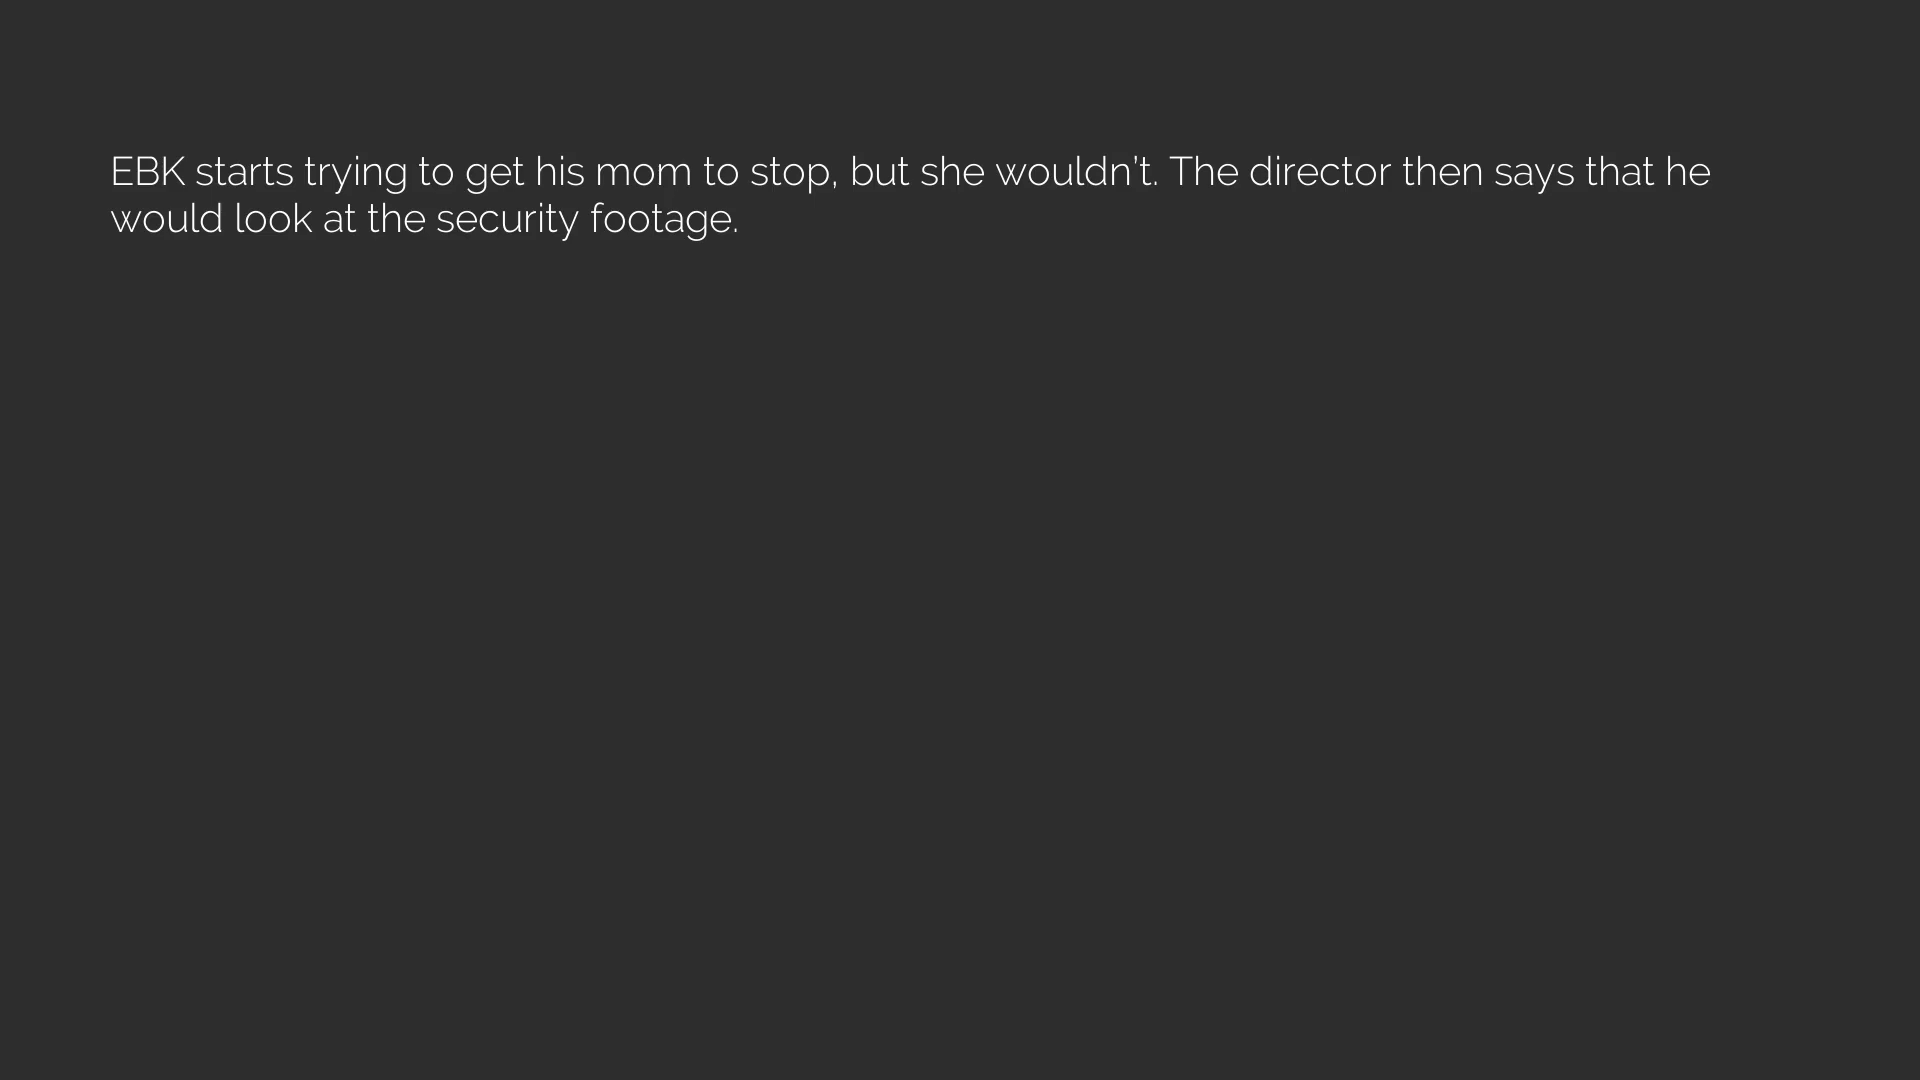 EBK starts trying to get his mom to stop, but she wouldn’t. The director then says that he
would look at the security footage.